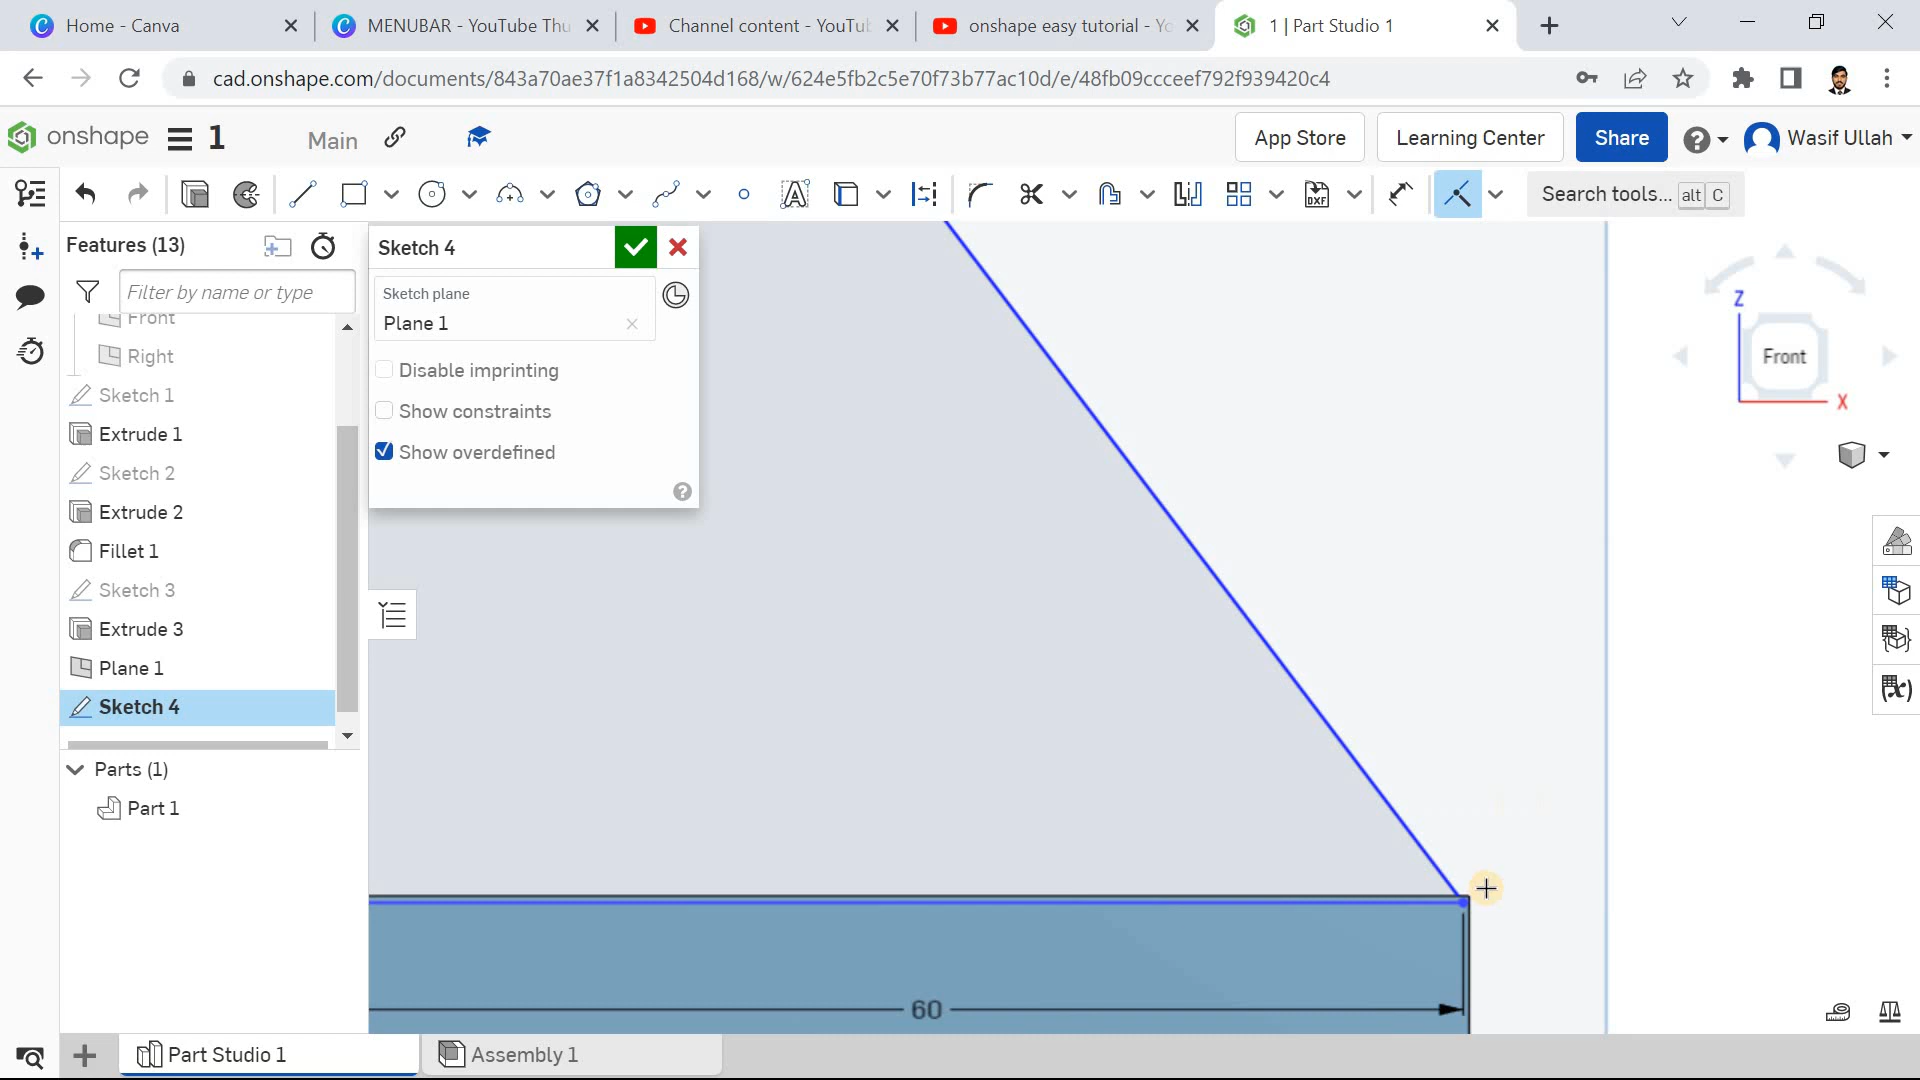 Home - Canva
MENUBAR - YouTube Thu
Channel content - YouTu
onshape easy tutorial - Yo
1 | Part Studio 1
cad.onshape.com/documents/843a70ae37f1a8342504d168/w/624e5fb2c5e70f73b77ac10d/e/48fb09ccceef792f939420c4
onshape
1
Main
App Store
Learning Center
Share
Wasif Ullah
DXF
Search tools... alt C
Features (13)
Filter by name or type
Front
Right
Sketch 1
Extrude 1
Sketch 2
Extrude 2
Fillet 1
Sketch 3
Extrude 3
Plane 1
Sketch 4
Parts (1)
Part 1
Sketch 4
Sketch plane
Plane 1
Disable imprinting
Show constraints
Show overdefined
Z
Front
X
(x)
60
Part Studio 1
Assembly 1